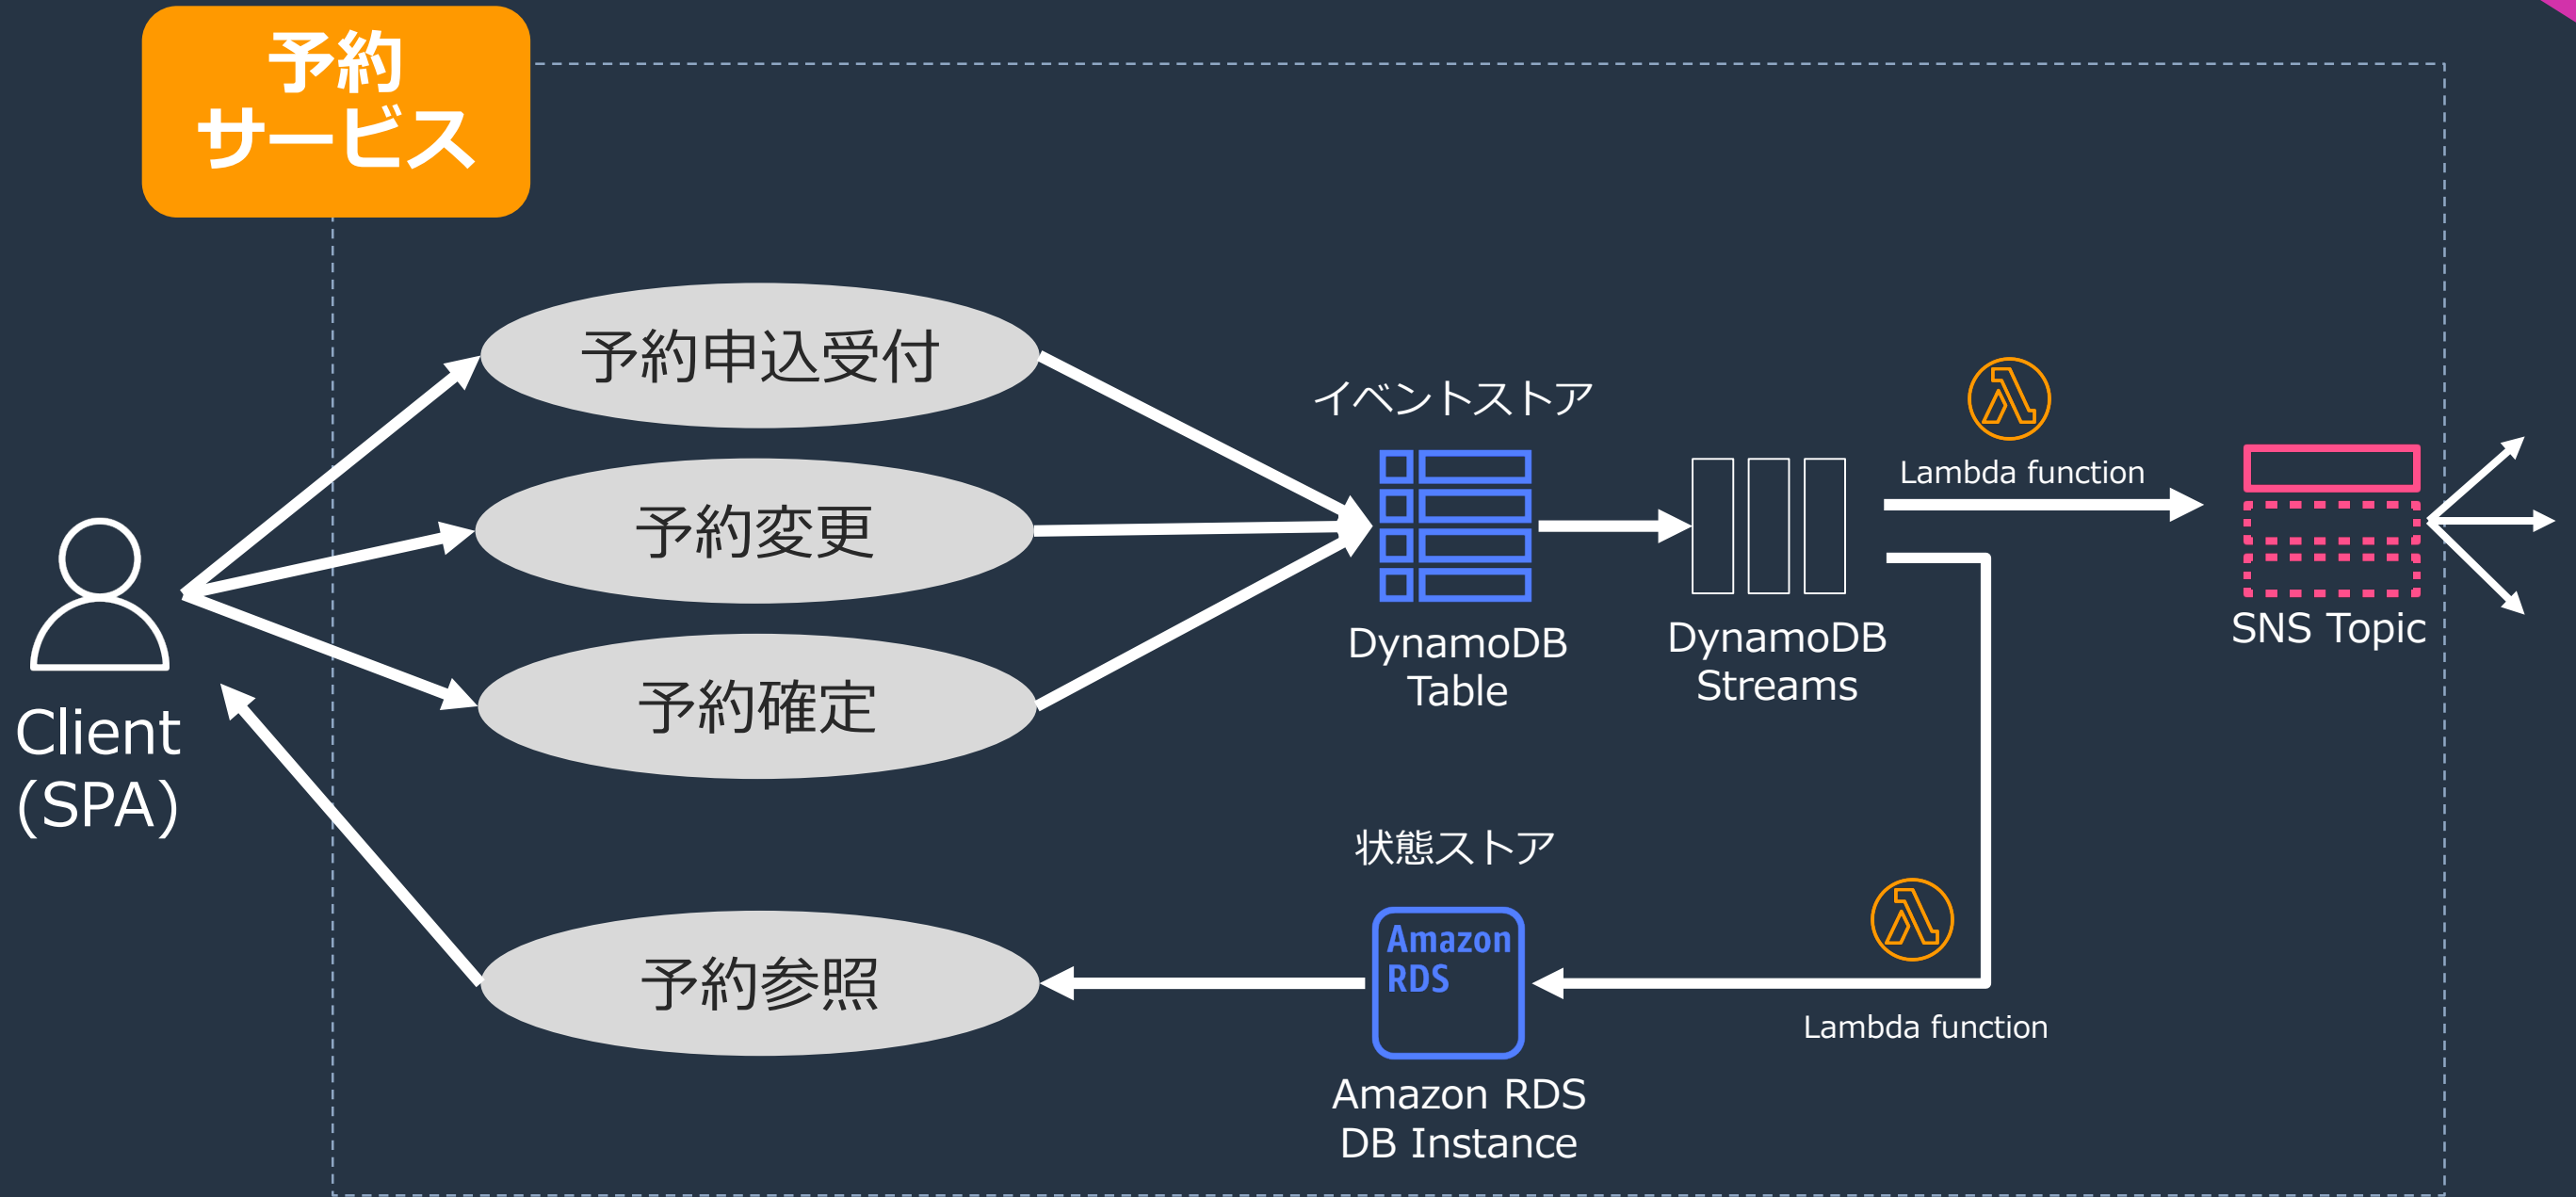 予約
サービス
予約申込受付
予約変更
予約確定
予約参照
Client
(SPA)
イベントストア
DynamoDB
Table
DynamoDB
Streams
Lambda function
SNS Topic
状態ストア
Amazon
RDS
Amazon RDS
DB Instance
Lambda function